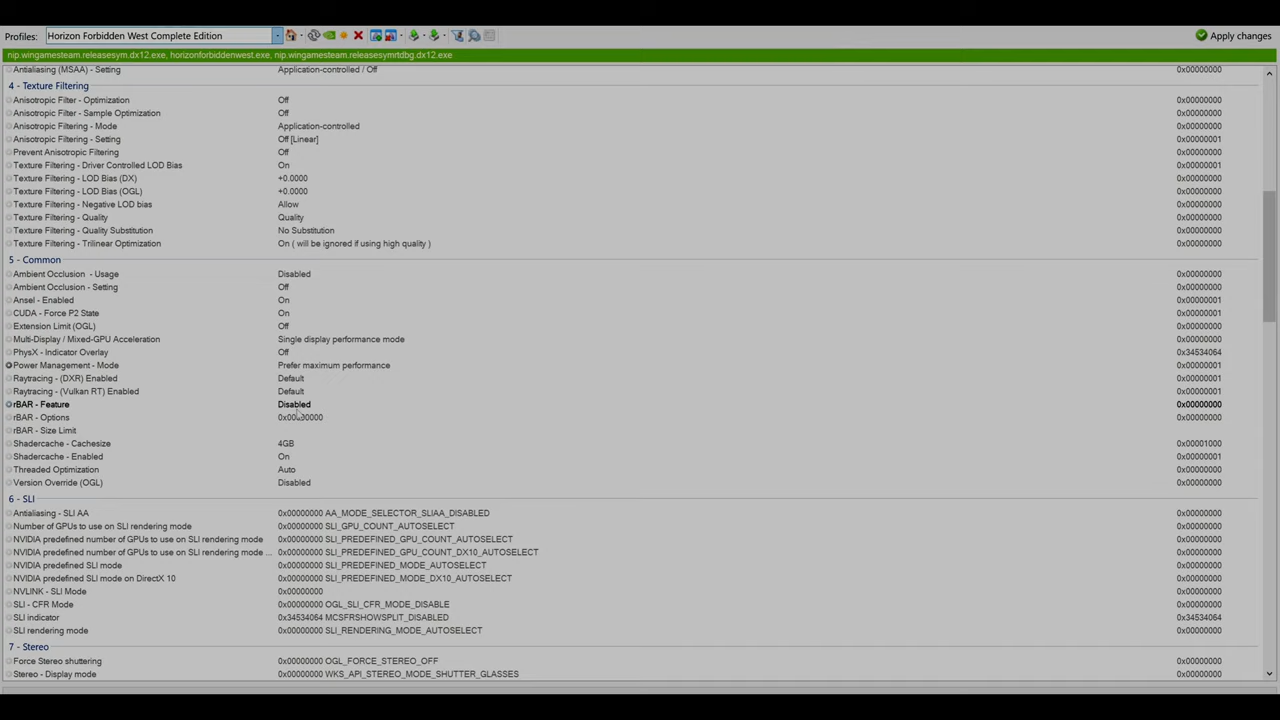 Profiles: Horizon Forbidden West Complete Edition Apply changes
nip.wingamesteam.releasesym.dx12.exe, horizonforbiddenwest.exe, nip.wingamesteam.releasesymrtdbg.dx12.exe
Antialiasing (MSAA) - Setting Application-controlled / Off 0x00000000
4 - Texture Filtering
Anisotropic Filter - Optimization Off 0x00000000
Anisotropic Filter - Sample Optimization Off 0x00000000
Anisotropic Filtering - Mode Application-controlled 0x00000000
Anisotropic Filtering - Setting Off [Linear] 0x00000001
Prevent Anisotropic Filtering Off 0x00000000
Texture Filtering - Driver Controlled LOD Bias On 0x00000001
Texture Filtering - LOD Bias (DX) +0.0000 0x00000000
Texture Filtering - LOD Bias (OGL) +0.0000 0x00000000
Texture Filtering - Negative LOD bias Allow 0x00000000
Texture Filtering - Quality Quality 0x00000000
Texture Filtering - Quality Substitution No Substitution 0x00000000
Texture Filtering - Trilinear Optimization On ( will be ignored if using high quality ) 0x00000000
5 - Common
Ambient Occlusion - Usage Disabled 0x00000000
Ambient Occlusion - Setting Off 0x00000000
Ansel - Enabled On 0x00000001
CUDA - Force P2 State On 0x00000001
Extension Limit (OGL) Off 0x00000000
Multi-Display / Mixed-GPU Acceleration Single display performance mode 0x00000000
PhysX - Indicator Overlay Off 0x34534064
Power Management - Mode Prefer maximum performance 0x00000001
Raytracing - (DXR) Enabled Default 0x00000001
Raytracing - (Vulkan RT) Enabled Default 0x00000001
rBAR - Feature Disabled 0x00000000
rBAR - Options 0x00000000 0x00000000
rBAR - Size Limit
Shadercache - Cachesize 4GB 0x00001000
Shadercache - Enabled On 0x00000001
Threaded Optimization Auto 0x00000000
Version Override (OGL) Disabled 0x00000000
6 - SLI
Antialiasing - SLI AA 0x00000000 AA_MODE_SELECTOR_SLIAA_DISABLED 0x00000000
Number of GPUs to use on SLI rendering mode 0x00000000 SLI_GPU_COUNT_AUTOSELECT 0x00000000
NVIDIA predefined number of GPUs to use on SLI rendering mode 0x00000000 SLI_PREDEFINED_GPU_COUNT_AUTOSELECT 0x00000000
NVIDIA predefined number of GPUs to use on SLI rendering mode ... 0x00000000 SLI_PREDEFINED_GPU_COUNT_DX10_AUTOSELECT 0x00000000
NVIDIA predefined SLI mode 0x00000000 SLI_PREDEFINED_MODE_AUTOSELECT 0x00000000
NVIDIA predefined SLI mode on DirectX 10 0x00000000 SLI_PREDEFINED_MODE_DX10_AUTOSELECT 0x00000000
NVLINK - SLI Mode 0x00000000 0x00000000
SLI - CFR Mode 0x00000000 OGL_SLI_CFR_MODE_DISABLE 0x00000000
SLI indicator 0x34534064 MCSFRSHOWSPLIT_DISABLED 0x34534064
SLI rendering mode 0x00000000 SLI_RENDERING_MODE_AUTOSELECT 0x00000000
7 - Stereo
Force Stereo shuttering 0x00000000 OGL_FORCE_STEREO_OFF 0x00000000
Stereo - Display mode 0x00000000 WKS_API_STEREO_MODE_SHUTTER_GLASSES 0x00000000